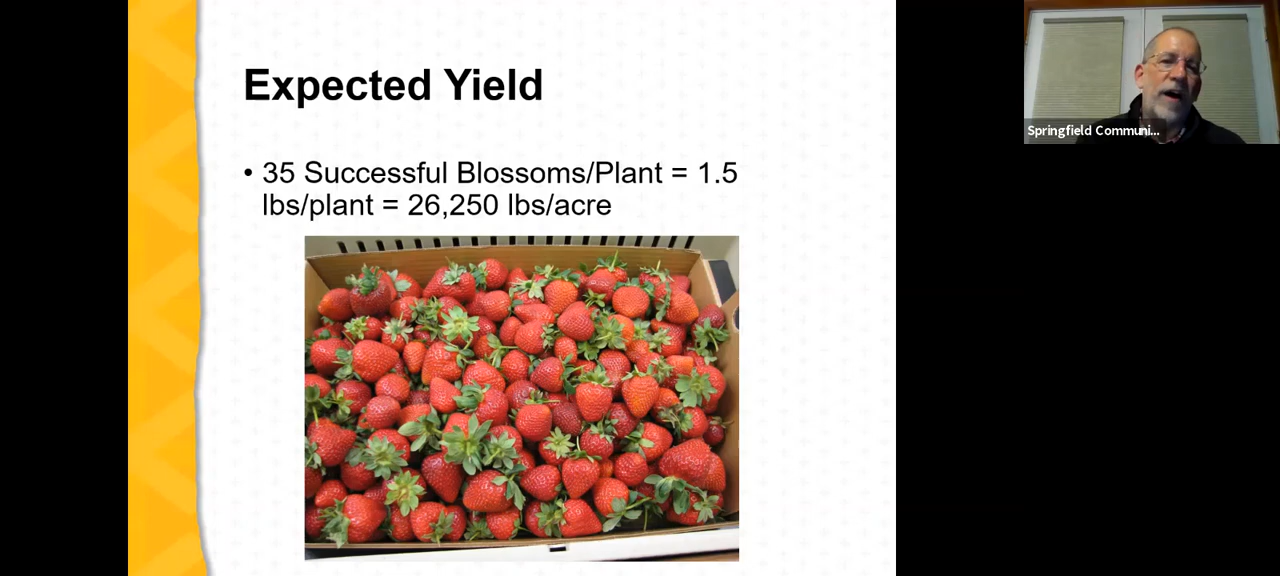 Expected Yield
• 35 Successful Blossoms/Plant = 1.5
lbs/plant = 26,250 lbs/acre
Springfield Communi...